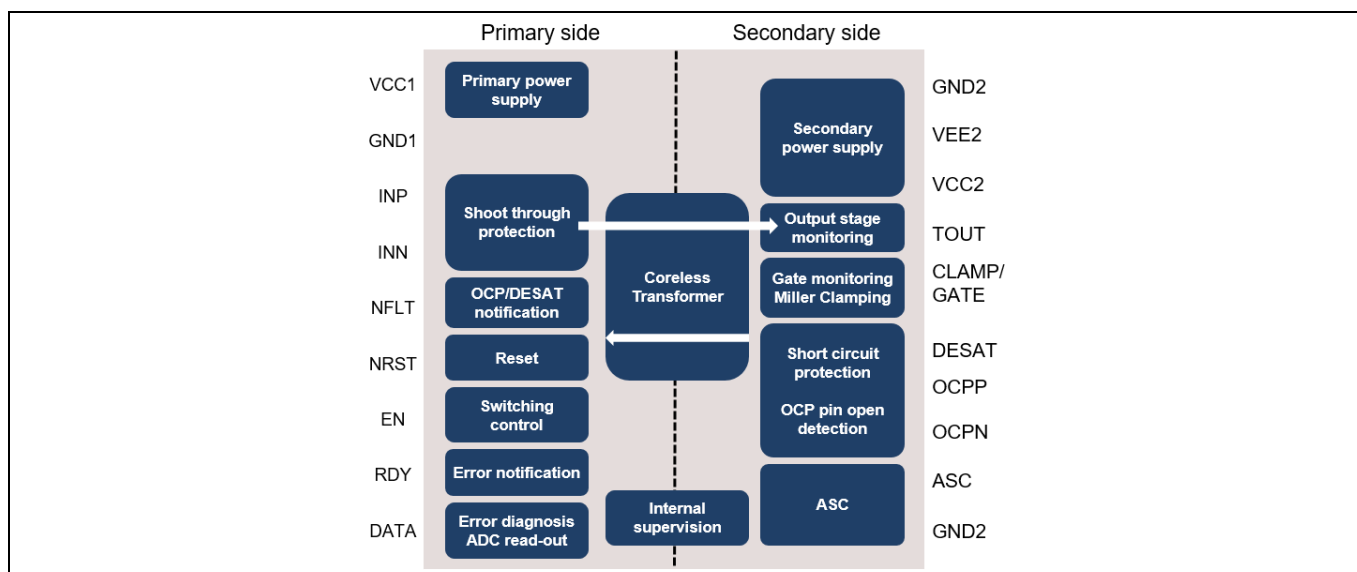 Primary side
Secondary side
VCC1
GND1
INP
INN
NFLT
NRST
EN
RDY
DATA
Primary power
supply
Shoot through
protection
OCP/DESAT
notification
Reset
Switching
control
Error notification
Error diagnosis
ADC read-out
Coreless
Transformer
Internal
supervision
Secondary
power supply
Output stage
monitoring
Gate monitoring
Miller Clamping
Short circuit
protection
OCP pin open
detection
ASC
GND2
VEE2
VCC2
TOUT
CLAMP/
GATE
DESAT
OCPP
OCPN
ASC
GND2